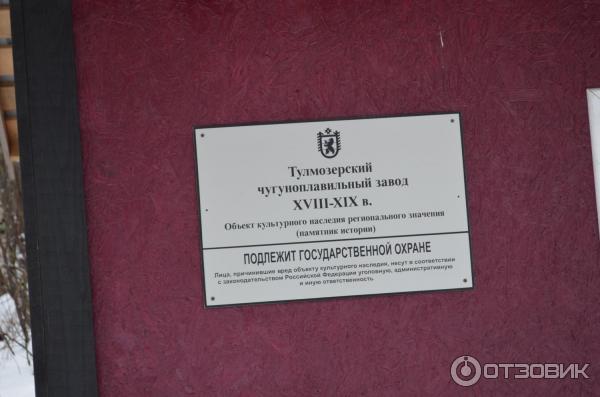 Тулмозерский
чугуноплавильный завод
XVIII-XIX в.
Объект культурного наследия регионального значения
(памятник истории)
ПОДЛЕЖИТ ГОСУДАРСТВЕННОЙ ОХРАНЕ
Лица, причинившие вред объекту культурного наследия, несут в соответствии
с законодательством Российской Федерации уголовную, административную
и иную ответственность
ОТЗОВИК